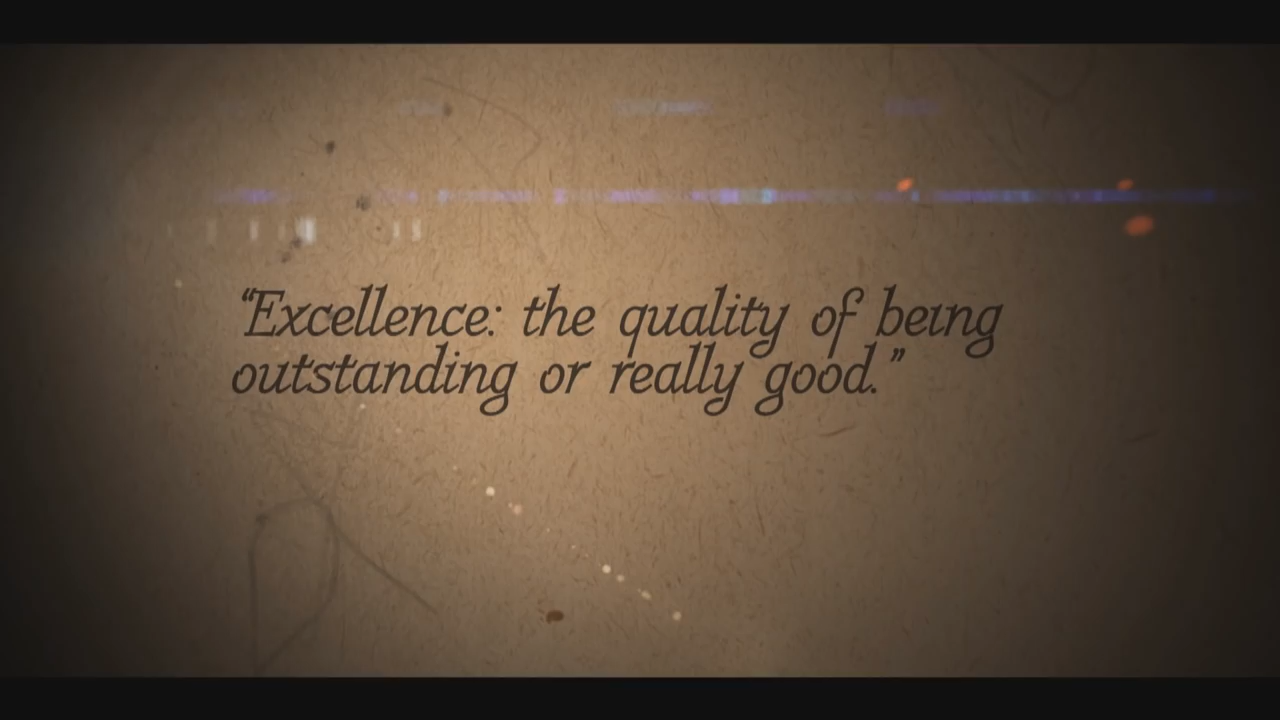 “Excellence: the quality of being
outstanding or really good.”